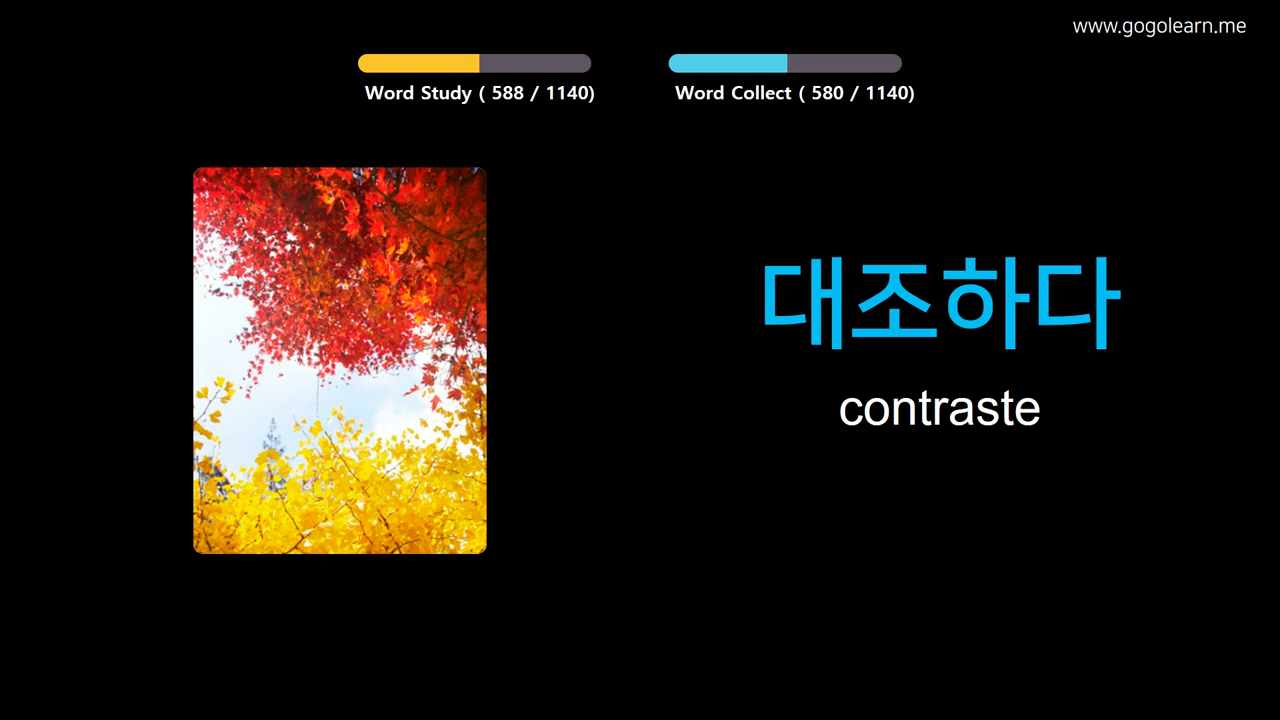 www.gogolearn.me
Word Study ( 588 / 1140)
Word Collect ( 580 / 1140)
대조하다
contraste